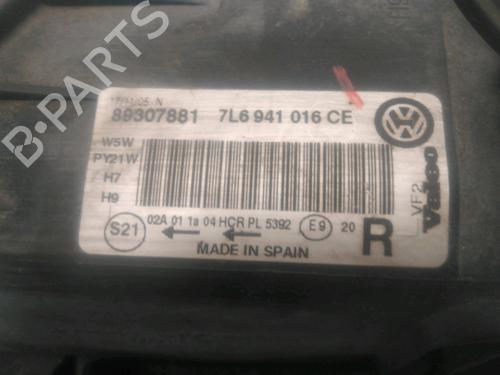 89307881 7L6 941 016 CE
W5W
PY21W
H7
H9
VF2
Valeo
S21 02A 01 1a 04 HCR PL 5392 E9 20 R
MADE IN SPAIN
B-PARTS